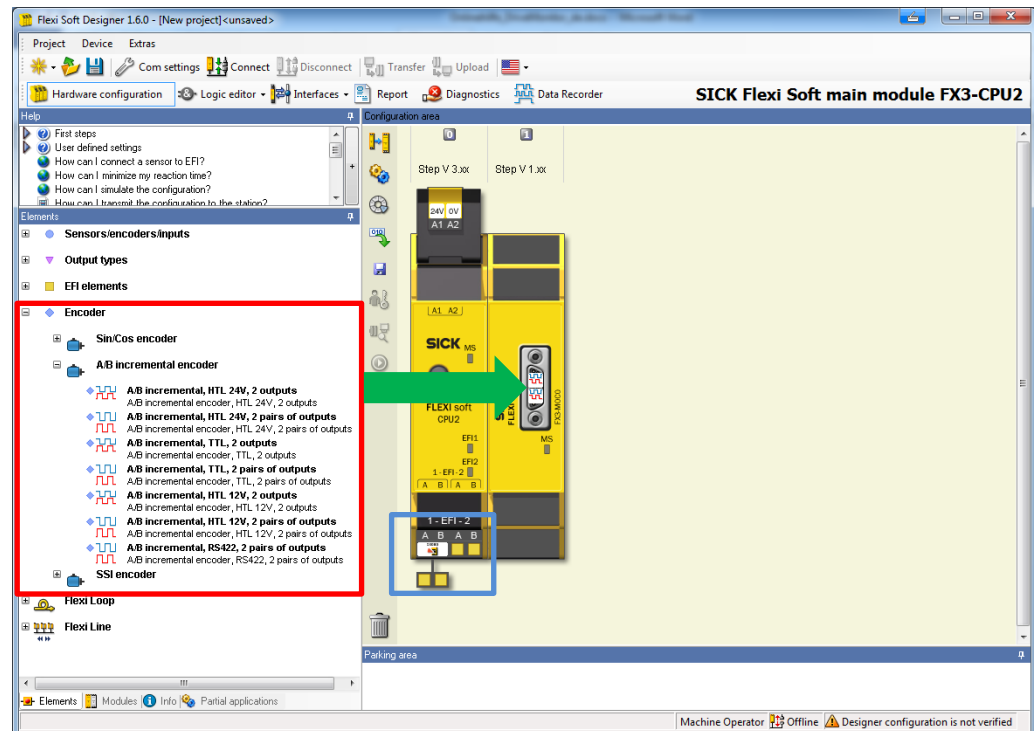 Flexi Soft Designer 1.6.0 - [New project]<unsaved>
Project Device Extras
Com settings Connect Disconnect Transfer Upload
Hardware configuration Logic editor Interfaces Report Diagnostics Data Recorder SICK Flexi Soft main module FX3-CPU2
Help
First steps
User defined settings
How can I connect a sensor to EFI?
How can I minimize my reaction time?
How can I simulate the configuration?
How can I transmit the configuration to the station?
Elements
Sensors/encoders/inputs
Output types
EFI elements
Encoder
Sin/Cos encoder
A/B incremental encoder
A/B incremental, HTL 24V, 2 outputs
A/B incremental encoder, HTL 24V, 2 outputs
A/B incremental, HTL 24V, 2 pairs of outputs
A/B incremental encoder, HTL 24V, 2 pairs of outputs
A/B incremental, TTL, 2 outputs
A/B incremental encoder, TTL, 2 outputs
A/B incremental, TTL, 2 pairs of outputs
A/B incremental encoder, TTL, 2 pairs of outputs
A/B incremental, HTL 12V, 2 outputs
A/B incremental encoder, HTL 12V, 2 outputs
A/B incremental, HTL 12V, 2 pairs of outputs
A/B incremental encoder, HTL 12V, 2 pairs of outputs
A/B incremental, RS422, 2 pairs of outputs
A/B incremental encoder, RS422, 2 pairs of outputs
SSI encoder
Flexi Loop
Flexi Line
Elements Modules Info Partial applications
Configuration area
0 1
Step V 3.xx Step V 1.xx
24V 0V
A1 A2
A1 A2
SICK MS
FLEXI soft
CPU2
EFI1
EFI2
1 - EFI - 2
A B A B
1 - EFI - 2
A B A B
FLEXI
FX3-MOC0
MS
Parking area
Machine Operator Offline Designer configuration is not verified